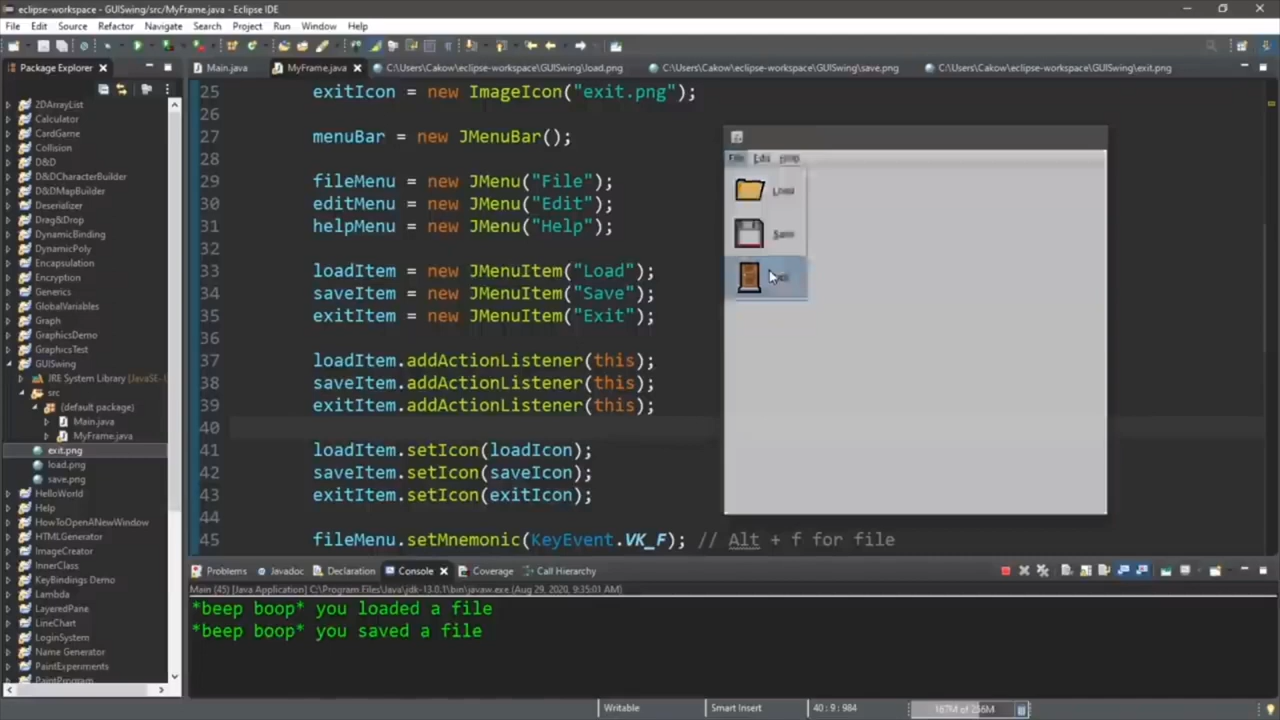 eclipse-workspace - GUISwing/src/MyFrame.java - Eclipse IDE
File Edit Source Refactor Navigate Search Project Run Window Help
Package Explorer
Main.java MyFrame.java C:\Users\Cakow\eclipse-workspace\GUISwing\load.png C:\Users\Cakow\eclipse-workspace\GUISwing\save.png C:\Users\Cakow\eclipse-workspace\GUISwing\exit.png
2DArrayList
Calculator
CardGame
Collision
D&D
D&DCharacterBuilder
D&DMapBuilder
Deserializer
Drag&Drop
DynamicBinding
DynamicPoly
Encapsulation
Encryption
Generics
GlobalVariables
Graph
GraphicsDemo
GraphicsTest
GUISwing
JRE System Library [JavaSE-
src
(default package)
Main.java
MyFrame.java
exit.png
load.png
save.png
HelloWorld
Help
HowToOpenANewWindow
HTMLGenerator
ImageCreator
InnerClass
KeyBindings Demo
Lambda
LayeredPane
LineChart
LoginSystem
Name Generator
PaintExperiments
PaintProgram
25 exitIcon = new ImageIcon("exit.png");
26
27 menuBar = new JMenuBar();
28
29 fileMenu = new JMenu("File");
30 editMenu = new JMenu("Edit");
31 helpMenu = new JMenu("Help");
32
33 loadItem = new JMenuItem("Load");
34 saveItem = new JMenuItem("Save");
35 exitItem = new JMenuItem("Exit");
36
37 loadItem.addActionListener(this);
38 saveItem.addActionListener(this);
39 exitItem.addActionListener(this);
40
41 loadItem.setIcon(loadIcon);
42 saveItem.setIcon(saveIcon);
43 exitItem.setIcon(exitIcon);
44
45 fileMenu.setMnemonic(KeyEvent.VK_F); // Alt + f for file
File Edit Help
Load
Save
Problems Javadoc Declaration Console Coverage Call Hierarchy
Main (45) [Java Application] C:\Program Files\Java\jdk-13.0.1\bin\javaw.exe (Aug 29, 2020, 9:35:01 AM)
*beep boop* you loaded a file
*beep boop* you saved a file
Writable Smart Insert 40 : 9 : 984 187M of 256M